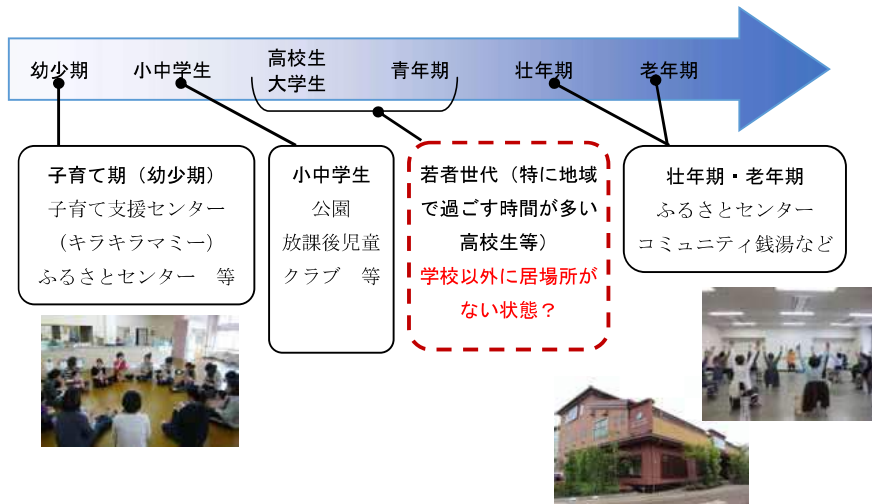 幼少期
小中学生
高校生
大学生
青年期
壮年期
老年期
子育て期（幼少期）
子育て支援センター
（キラキラマミー）
ふるさとセンター　等
小中学生
公園
放課後児童
クラブ　等
若者世代（特に地域
で過ごす時間が多い
高校生等）
学校以外に居場所が
ない状態？
壮年期・老年期
ふるさとセンター
コミュニティ銭湯など